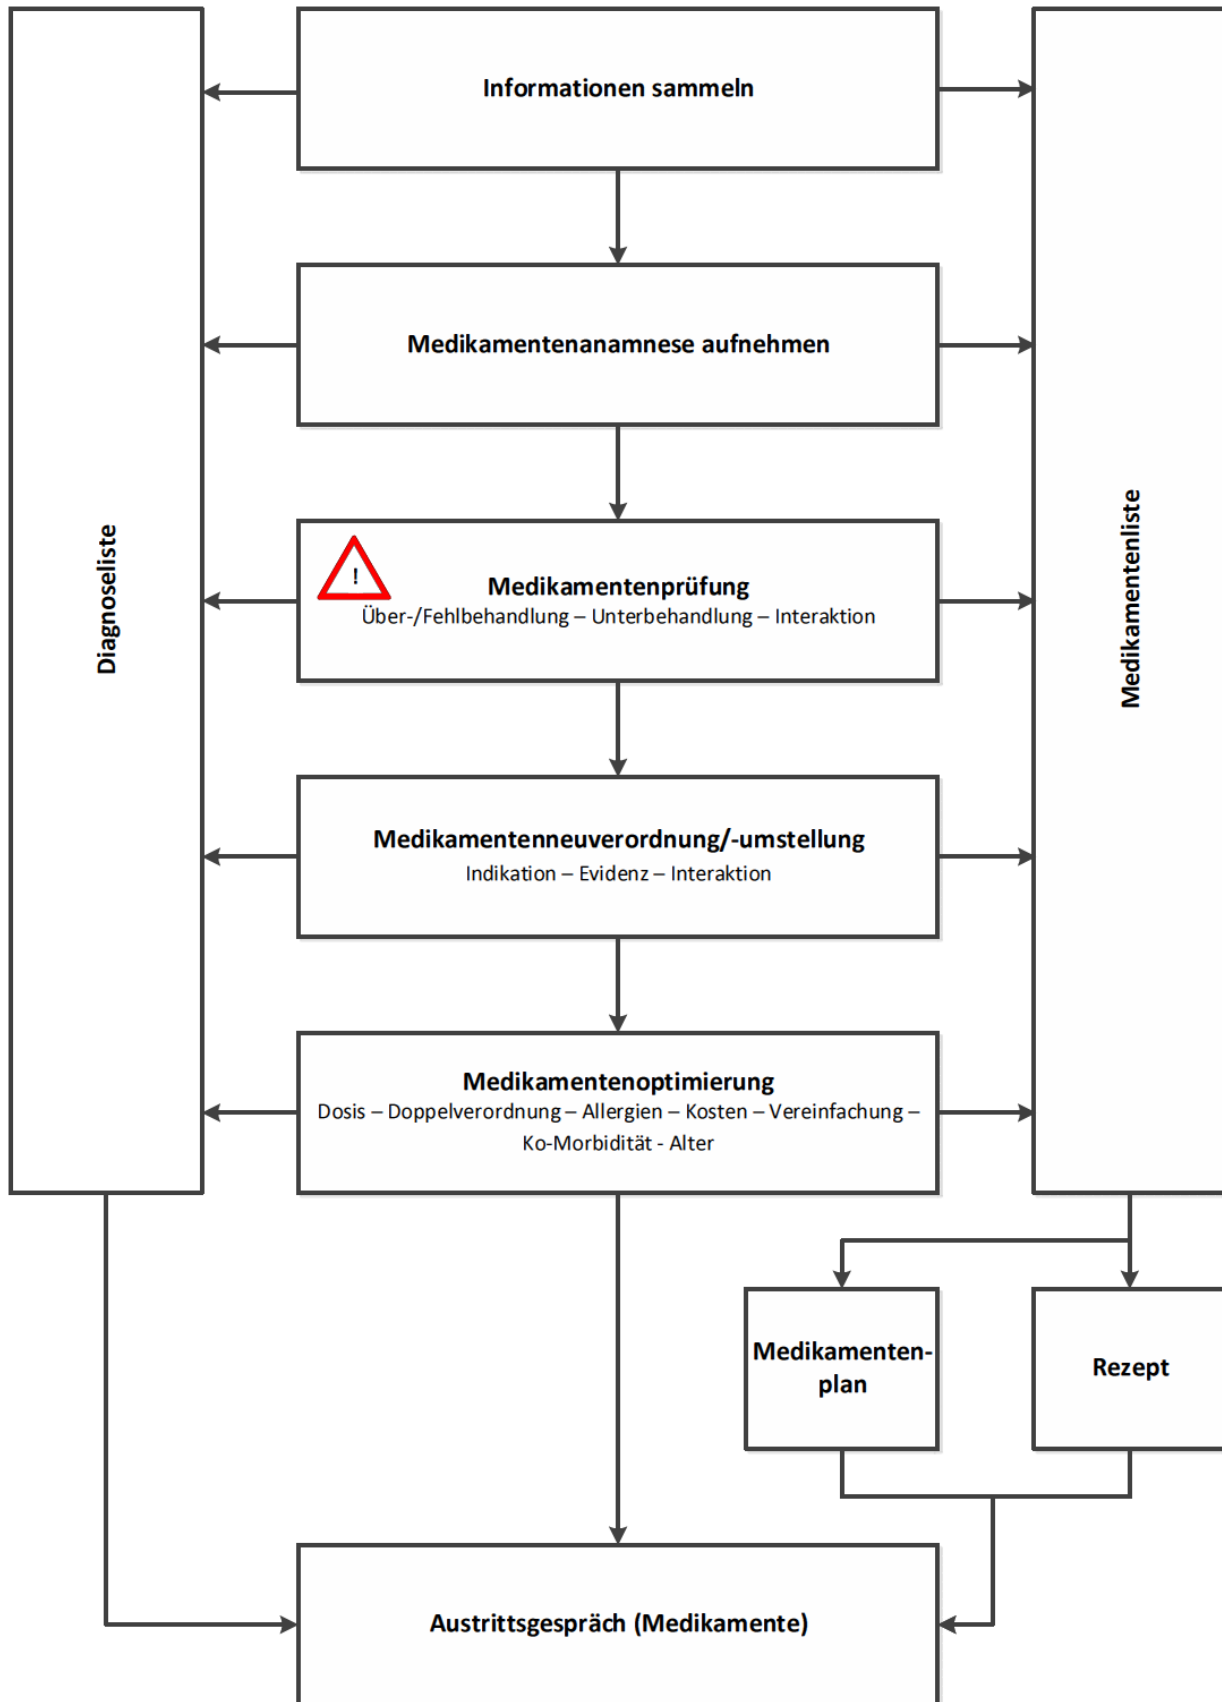 Informationen sammeln
Medikamentenanamnese aufnehmen
Diagnoseliste
Medikamentenliste
!
Medikamentenprüfung
Über-/Fehlbehandlung – Unterbehandlung – Interaktion
Medikamentenneuverordnung/-umstellung
Indikation – Evidenz – Interaktion
Medikamentenoptimierung
Dosis – Doppelverordnung – Allergien – Kosten – Vereinfachung –
Ko-Morbidität - Alter
Medikamenten-
plan
Rezept
Austrittsgespräch (Medikamente)